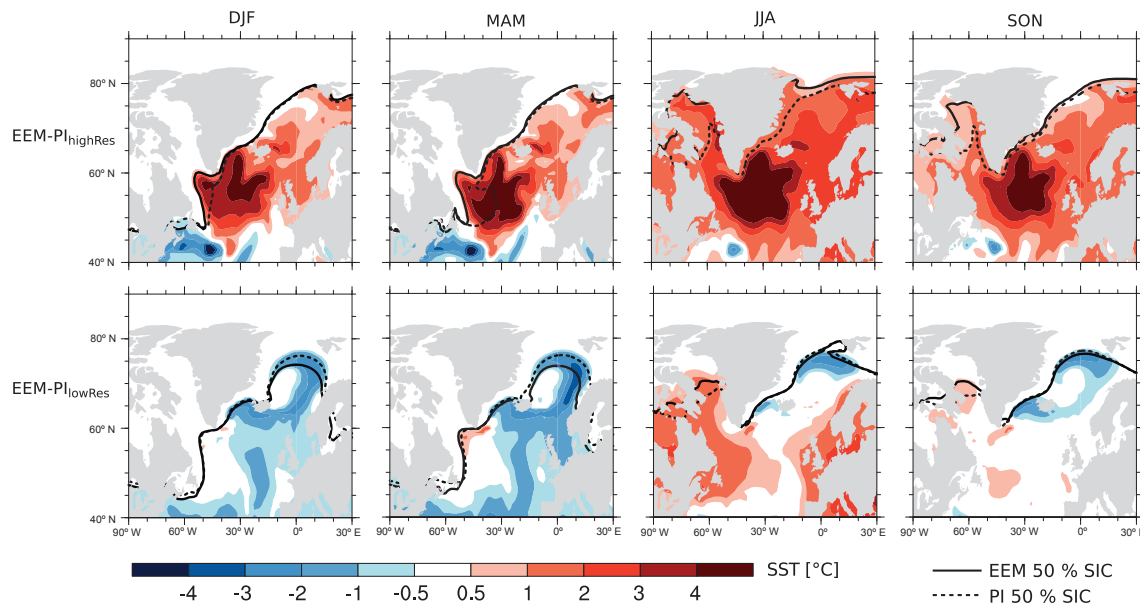 DJF MAM JJA SON
EEM-PIhighRes
80° N
60° N
40° N
EEM-PIlowRes
80° N
60° N
40° N
90° W 60° W 30° W 0° 30° E 90° W 60° W 30° W 0° 30° E 90° W 60° W 30° W 0° 30° E 90° W 60° W 30° W 0° 30° E
-4 -3 -2 -1 -0.5 0.5 1 2 3 4
SST [°C]
EEM 50 % SIC
PI 50 % SIC